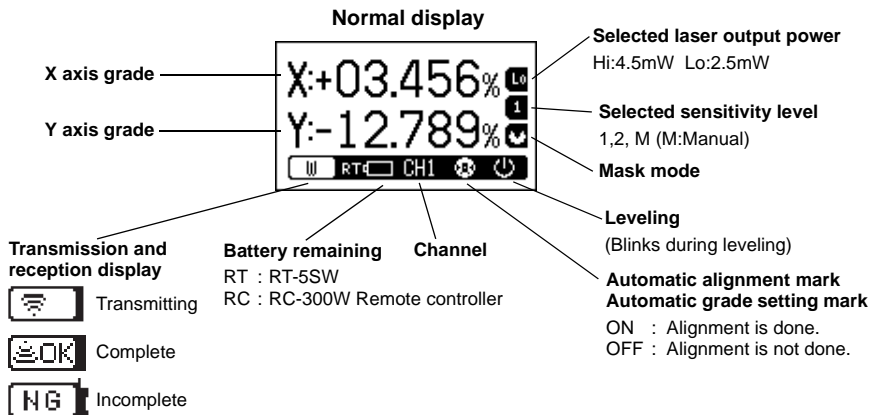 Normal display
X:+03.456%
Lo
1
Y:-12.789%
W RT CH1
X axis grade
Y axis grade
Selected laser output power
Hi:4.5mW Lo:2.5mW
Selected sensitivity level
1,2, M (M:Manual)
Mask mode
Leveling
(Blinks during leveling)
Automatic alignment mark
Automatic grade setting mark
ON : Alignment is done.
OFF : Alignment is not done.
Channel
Battery remaining
RT : RT-5SW
RC : RC-300W Remote controller
Transmission and
reception display
Transmitting
OK Complete
NG Incomplete